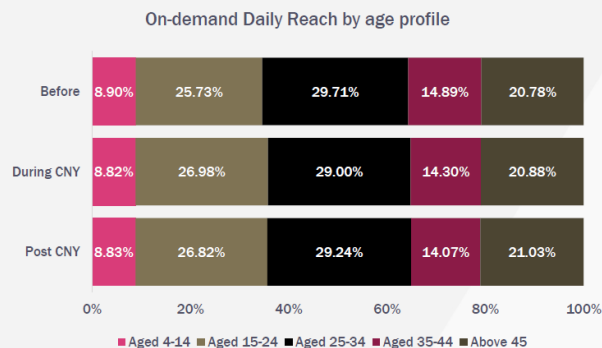 On-demand Daily Reach by age profile
Before 8.90% 25.73% 29.71% 14.89% 20.78%
During CNY 8.82% 26.98% 29.00% 14.30% 20.88%
Post CNY 8.83% 26.82% 29.24% 14.07% 21.03%
0% 20% 40% 60% 80% 100%
Aged 4-14 Aged 15-24 Aged 25-34 Aged 35-44 Above 45